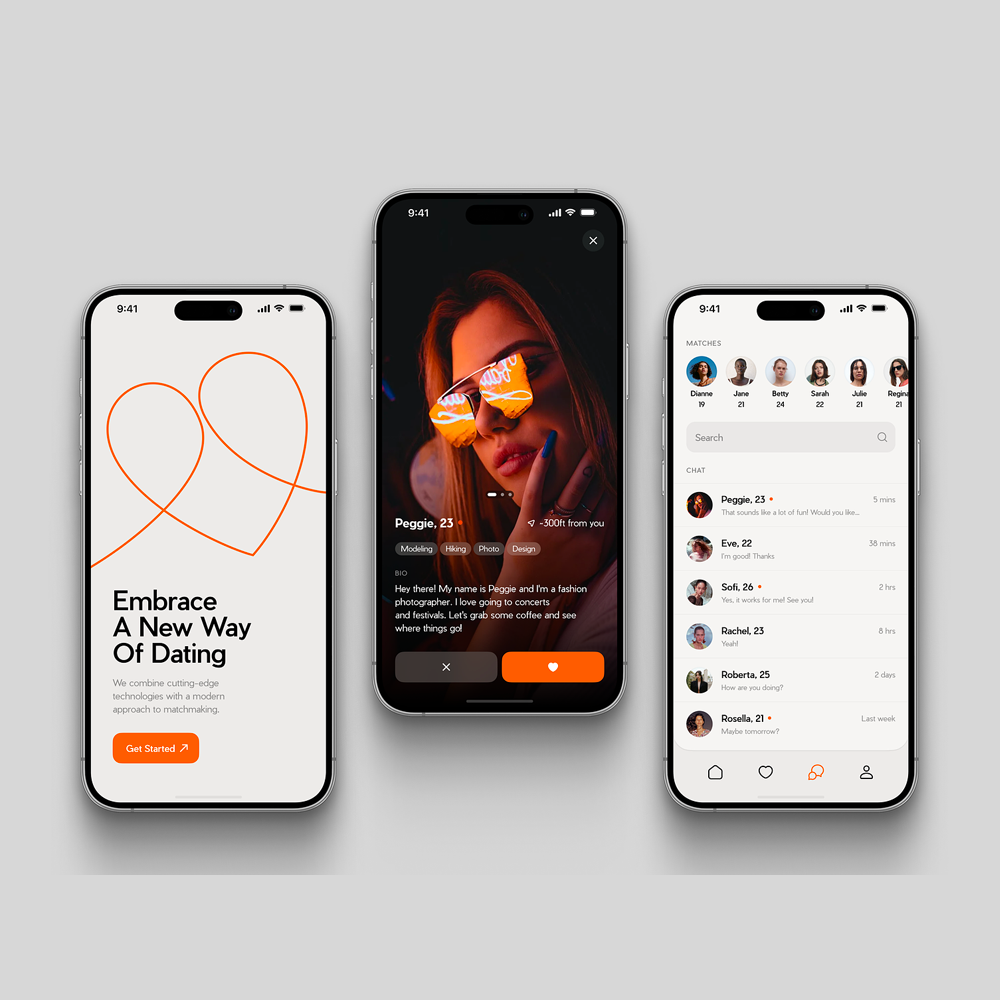 9:41
Embrace
A New Way
Of Dating
We combine cutting-edge
technologies with a modern
approach to matchmaking.
Get Started
9:41
Peggie, 23
~300ft from you
Modeling Hiking Photo Design
BIO
Hey there! My name is Peggie and I'm a fashion
photographer. I love going to concerts
and festivals. Let's grab some coffee and see
where things go!
9:41
MATCHES
Dianne Jane Betty Sarah Julie Regina
19 21 24 22 21 21
Search
CHAT
Peggie, 23 5 mins
That sounds like a lot of fun! Would you like...
Eve, 22 38 mins
I'm good! Thanks
Sofi, 26 2 hrs
Yes, it works for me! See you!
Rachel, 23 8 hrs
Yeah!
Roberta, 25 2 days
How are you doing?
Rosella, 21 Last week
Maybe tomorrow?